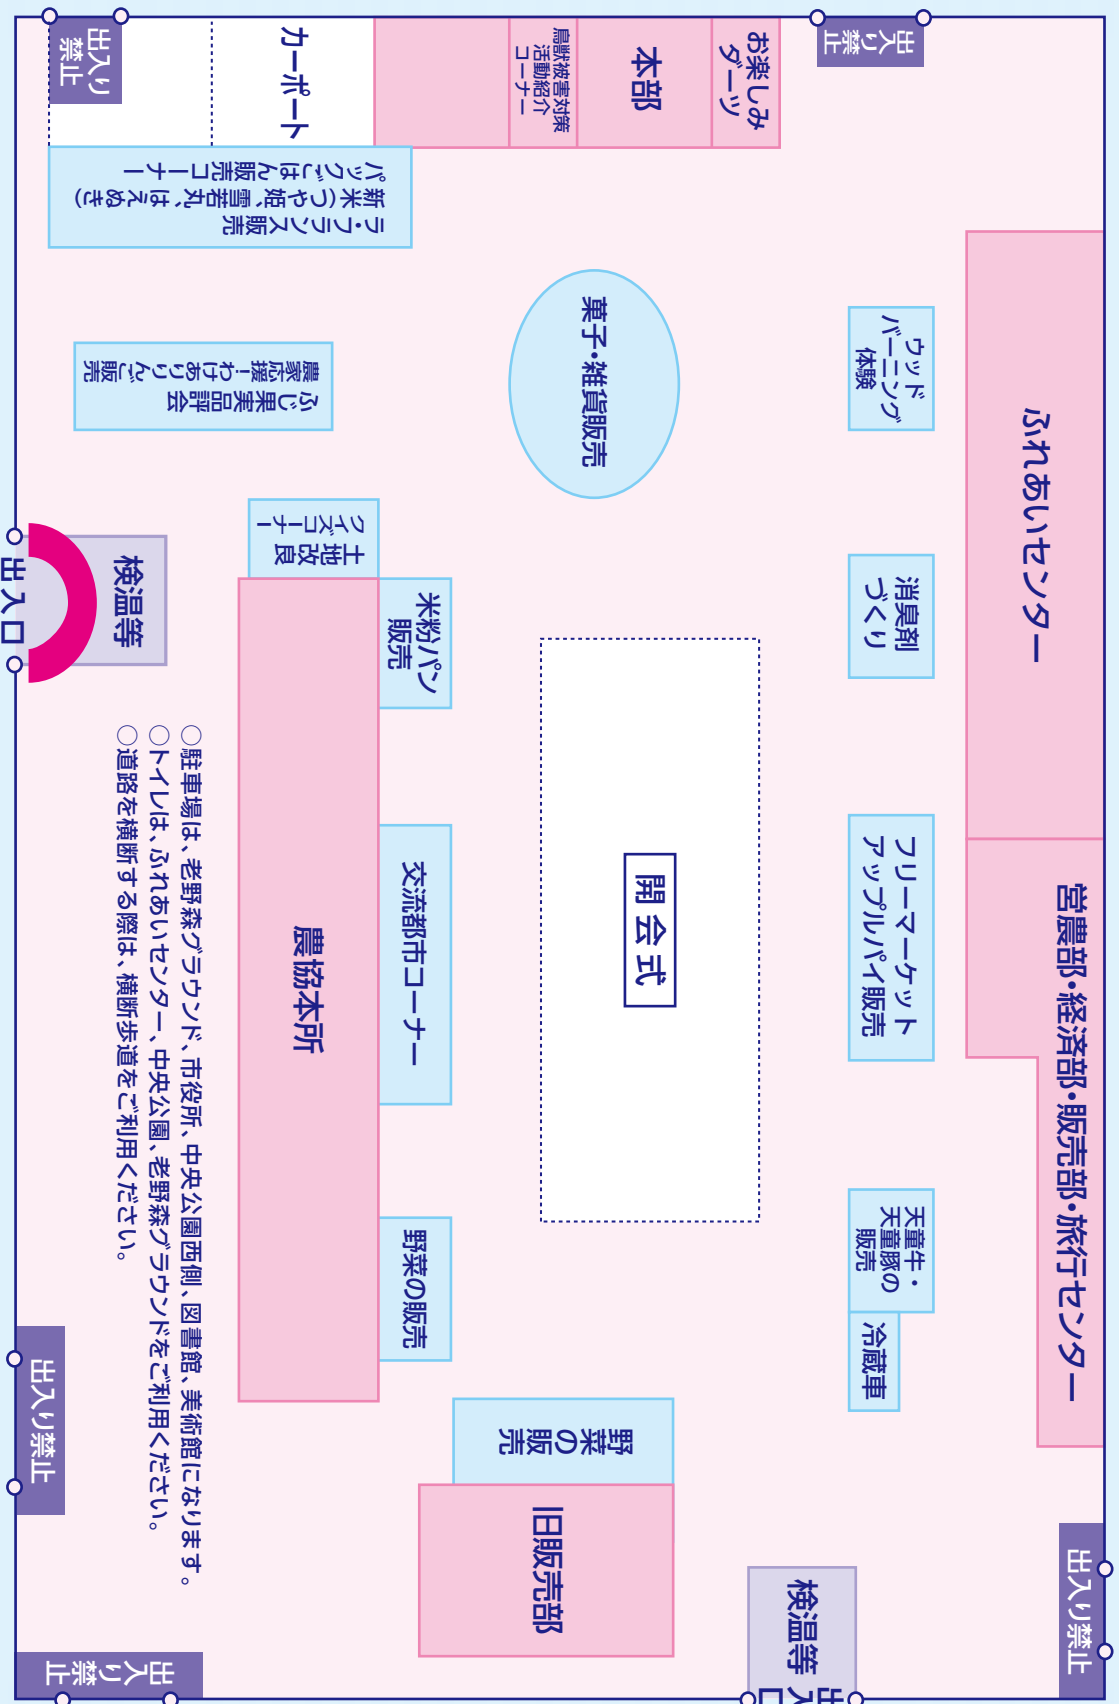 出入り
禁止
カーポート
鳥獣被害対策
活動紹介
コーナー
本部
お楽しみ
ダーツ
出入り
禁止
ラ・フランス販売
新米(つや姫、雪若丸、はえぬき)
パックごはん販売コーナー
ふじ果実品評会
農家応援!わけありりんご販売
菓子・雑貨販売
ウッド
バーニング
体験
ふれあいセンター
検温等
出入口
土地改良
クイズコーナー
米粉パン
販売
消臭剤
づくり
農協本所
交流都市コーナー
開会式
フリーマーケット
アップルパイ販売
営農部・経済部・販売部・旅行センター
野菜の販売
天童牛・
天童豚の
販売
冷蔵車
野菜の販売
旧販売部
検温等
出入口
出入り禁止
出入り禁止
出入り禁止
○駐車場は、老野森グラウンド、市役所、中央公園西側、図書館、美術館になります。
○トイレは、ふれあいセンター、中央公園、老野森グラウンドをご利用ください。
○道路を横断する際は、横断歩道をご利用ください。